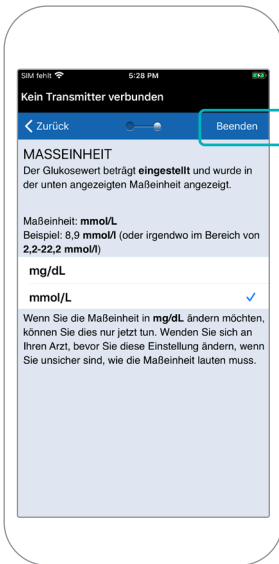 SIM fehlt 5:28 PM
Kein Transmitter verbunden
Zurück Beenden
MASSEINHEIT
Der Glukosewert beträgt eingestellt und wurde in
der unten angezeigten Maßeinheit angezeigt.
Maßeinheit: mmol/L
Beispiel: 8,9 mmol/l (oder irgendwo im Bereich von
2,2-22,2 mmol/l)
mg/dL
mmol/L
Wenn Sie die Maßeinheit in mg/dL ändern möchten,
können Sie dies nur jetzt tun. Wenden Sie sich an
Ihren Arzt, bevor Sie diese Einstellung ändern, wenn
Sie unsicher sind, wie die Maßeinheit lauten muss.